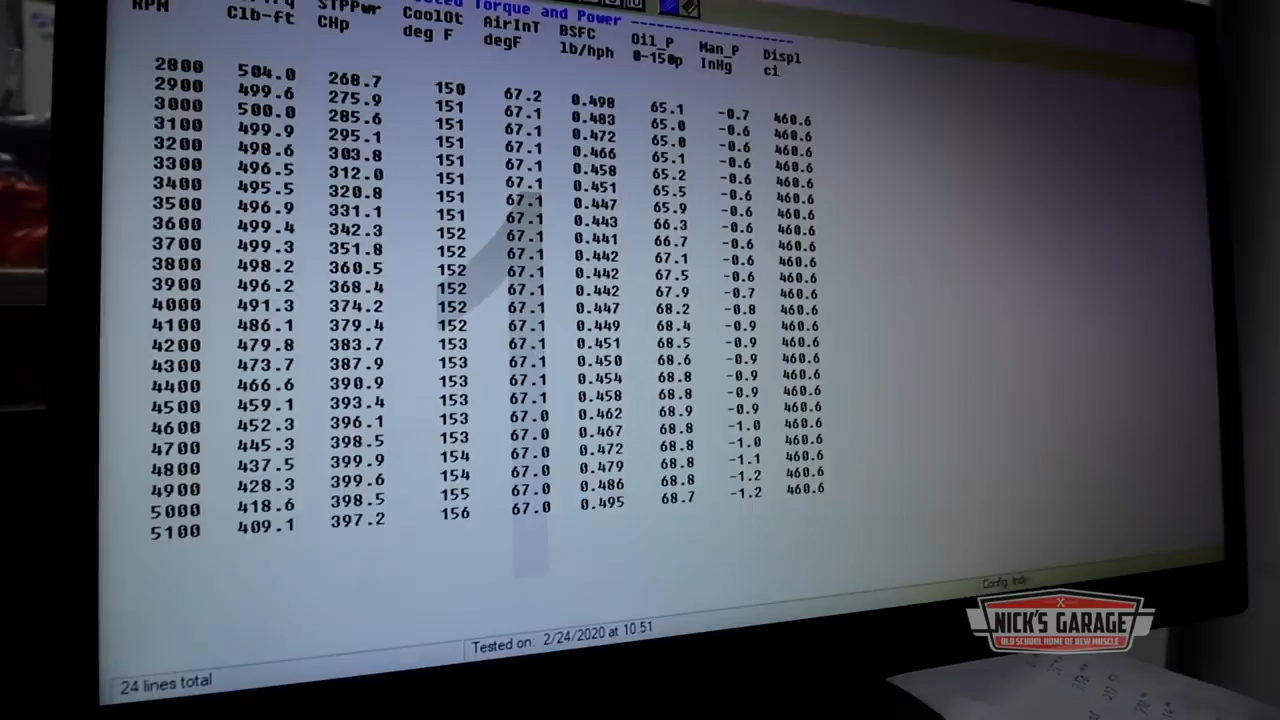 Torque and Power
RPM Clb-ft STPPwr CHp CoolOt deg F AirInT degF BSFC lb/hph Oil_P 0-150p Man_P InHg Displ ci
2800 504.0 268.7 150 67.2 0.498 65.1 -0.7 460.6
2900 499.6 275.9 151 67.1 0.483 65.0 -0.6 460.6
3000 500.0 285.6 151 67.1 0.472 65.0 -0.6 460.6
3100 499.9 295.1 151 67.1 0.466 65.1 -0.6 460.6
3200 498.6 303.8 151 67.1 0.458 65.2 -0.6 460.6
3300 496.5 312.0 151 67.1 0.451 65.5 -0.6 460.6
3400 495.5 320.8 151 67.1 0.447 65.9 -0.6 460.6
3500 496.9 331.1 151 67.1 0.443 66.3 -0.6 460.6
3600 499.4 342.3 152 67.1 0.441 66.7 -0.6 460.6
3700 499.3 351.8 152 67.1 0.442 67.1 -0.6 460.6
3800 498.2 360.5 152 67.1 0.442 67.5 -0.6 460.6
3900 496.2 368.4 152 67.1 0.442 67.9 -0.7 460.6
4000 491.3 374.2 152 67.1 0.447 68.2 -0.8 460.6
4100 486.1 379.4 152 67.1 0.449 68.4 -0.9 460.6
4200 479.8 383.7 153 67.1 0.451 68.5 -0.9 460.6
4300 473.7 387.9 153 67.1 0.450 68.6 -0.9 460.6
4400 466.6 390.9 153 67.1 0.454 68.8 -0.9 460.6
4500 459.1 393.4 153 67.1 0.458 68.8 -0.9 460.6
4600 452.3 396.1 153 67.0 0.462 68.9 -0.9 460.6
4700 445.3 398.5 153 67.0 0.467 68.8 -1.0 460.6
4800 437.5 399.9 154 67.0 0.472 68.8 -1.0 460.6
4900 428.3 399.6 154 67.0 0.479 68.8 -1.1 460.6
5000 418.6 398.5 155 67.0 0.486 68.8 -1.2 460.6
5100 409.1 397.2 156 67.0 0.495 68.7 -1.2 460.6
Config. Indy
24 lines total
Tested on: 2/24/2020 at 10:51
NICK'S GARAGE
OLD SCHOOL HOME OF NEW MUSCLE